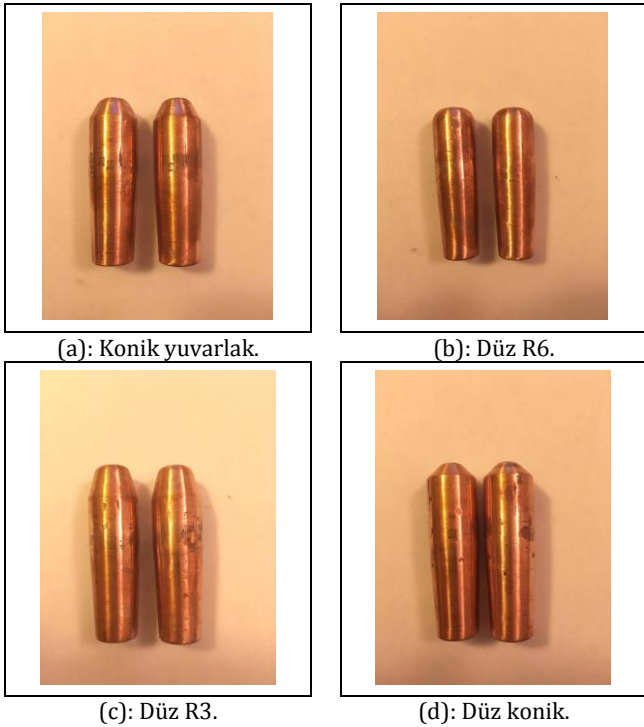 (a): Konik yuvarlak.
(b): Düz R6.
(c): Düz R3.
(d): Düz konik.